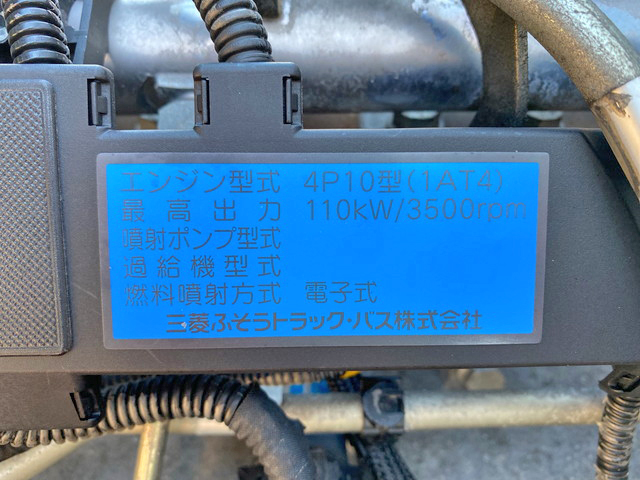 エンジン型式 4P10型(1AT4)
最高出力 110kW/3500rpm
噴射ポンプ型式
過給機型式
燃料噴射方式 電子式
三菱ふそうトラック・バス株式会社